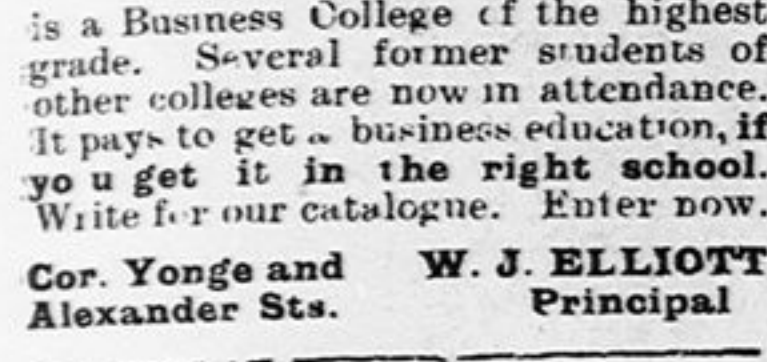 is a Business College of the highest
grade. Several former students of
other colleges are now in attendance.
It pays to get a business education, if
yo u get it in the right school.
Write for our catalogue. Enter now.
Cor. Yonge and W. J. ELLIOTT
Alexander Sts. Principal